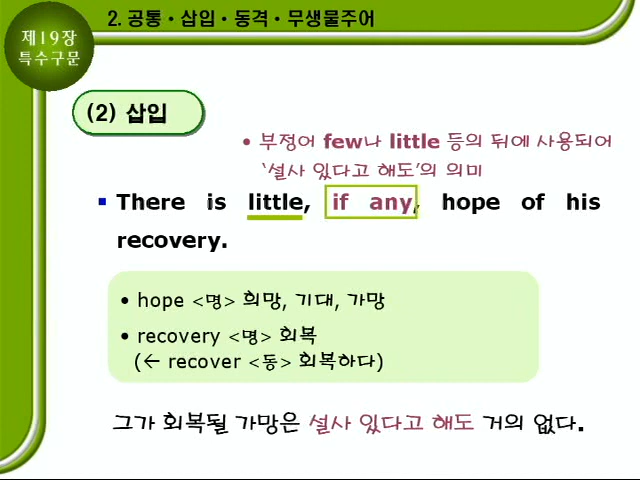 제19장
특수구문
2. 공통·삽입·동격·무생물주어
(2) 삽입
• 부정어 few나 little 등의 뒤에 사용되어
‘설사 있다고 해도’의 의미
▪ There is little, if any, hope of his
recovery.
• hope <명> 희망, 기대, 가망
• recovery <명> 회복
(← recover <동> 회복하다)
그가 회복될 가망은 설사 있다고 해도 거의 없다.